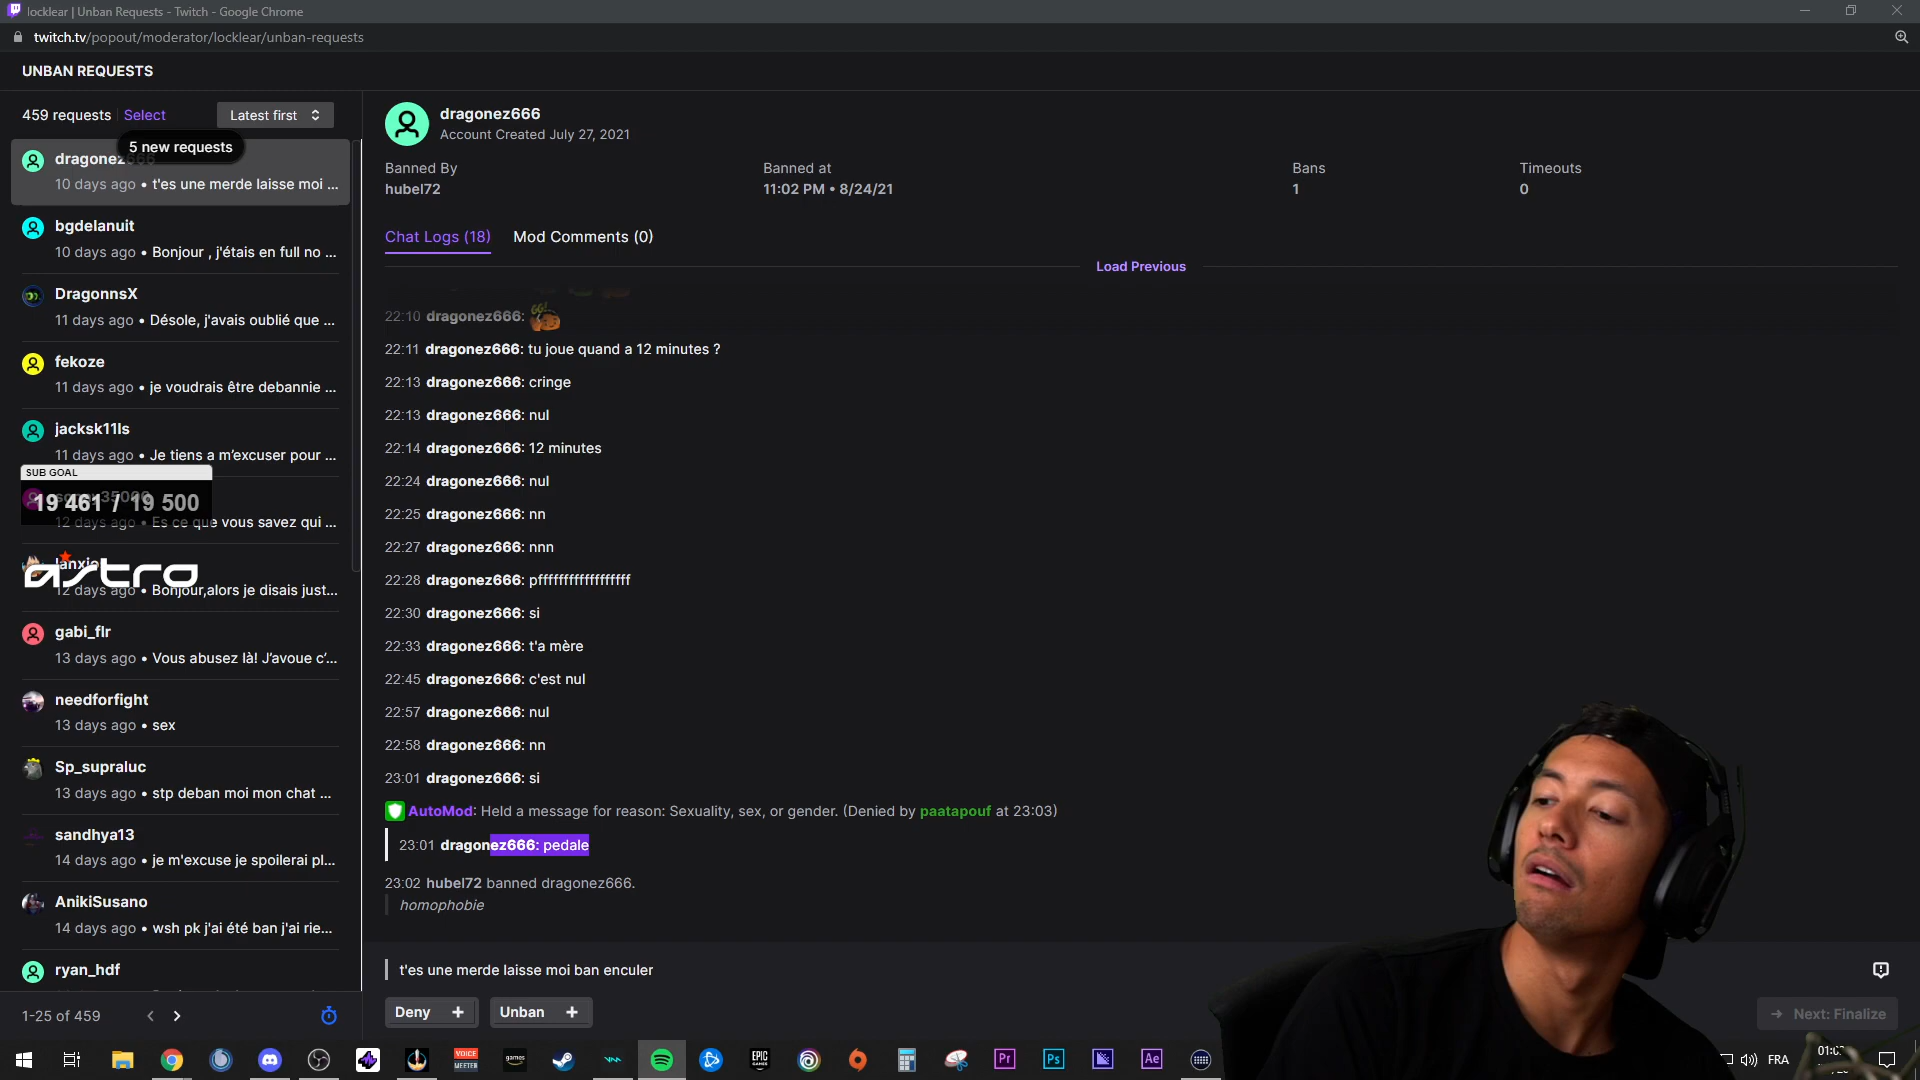 locklear | Unban Requests - Twitch - Google Chrome
twitch.tv/popout/moderator/locklear/unban-requests
UNBAN REQUESTS
459 requests
Select
Latest first
5 new requests
dragonez666
10 days ago • t'es une merde laisse moi ...
bgdelanuit
10 days ago • Bonjour , j'étais en full no ...
DragonnsX
11 days ago • Désole, j'avais oublié que ...
fekoze
11 days ago • je voudrais être debannie ...
jacksk11ls
11 days ago • Je tiens a m'excuser pour ...
SUB GOAL
19 461 / 19 500
12 days ago • Es ce que vous savez qui ...
astro
12 days ago • Bonjour,alors je disais just...
gabi_flr
13 days ago • Vous abusez là! J'avoue c'...
needforfight
13 days ago • sex
Sp_supraluc
13 days ago • stp deban moi mon chat ...
sandhya13
14 days ago • je m'excuse je spoilerai pl...
AnikiSusano
14 days ago • wsh pk j'ai été ban j'ai rie...
ryan_hdf
1-25 of 459
dragonez666
Account Created July 27, 2021
Banned By
hubel72
Banned at
11:02 PM • 8/24/21
Bans
1
Timeouts
0
Chat Logs (18)
Mod Comments (0)
Load Previous
22:10 dragonez666: GG!
22:11 dragonez666: tu joue quand a 12 minutes ?
22:13 dragonez666: cringe
22:13 dragonez666: nul
22:14 dragonez666: 12 minutes
22:24 dragonez666: nul
22:25 dragonez666: nn
22:27 dragonez666: nnn
22:28 dragonez666: pffffffffffffffffff
22:30 dragonez666: si
22:33 dragonez666: t'a mère
22:45 dragonez666: c'est nul
22:57 dragonez666: nul
22:58 dragonez666: nn
23:01 dragonez666: si
AutoMod: Held a message for reason: Sexuality, sex, or gender. (Denied by paatapouf at 23:03)
23:01 dragonez666: pedale
23:02 hubel72 banned dragonez666.
homophobie
t'es une merde laisse moi ban enculer
Deny
Unban
Next: Finalize
VOICE MEETER
games
EPIC GAMES
Pr
Ps
Ae
FRA